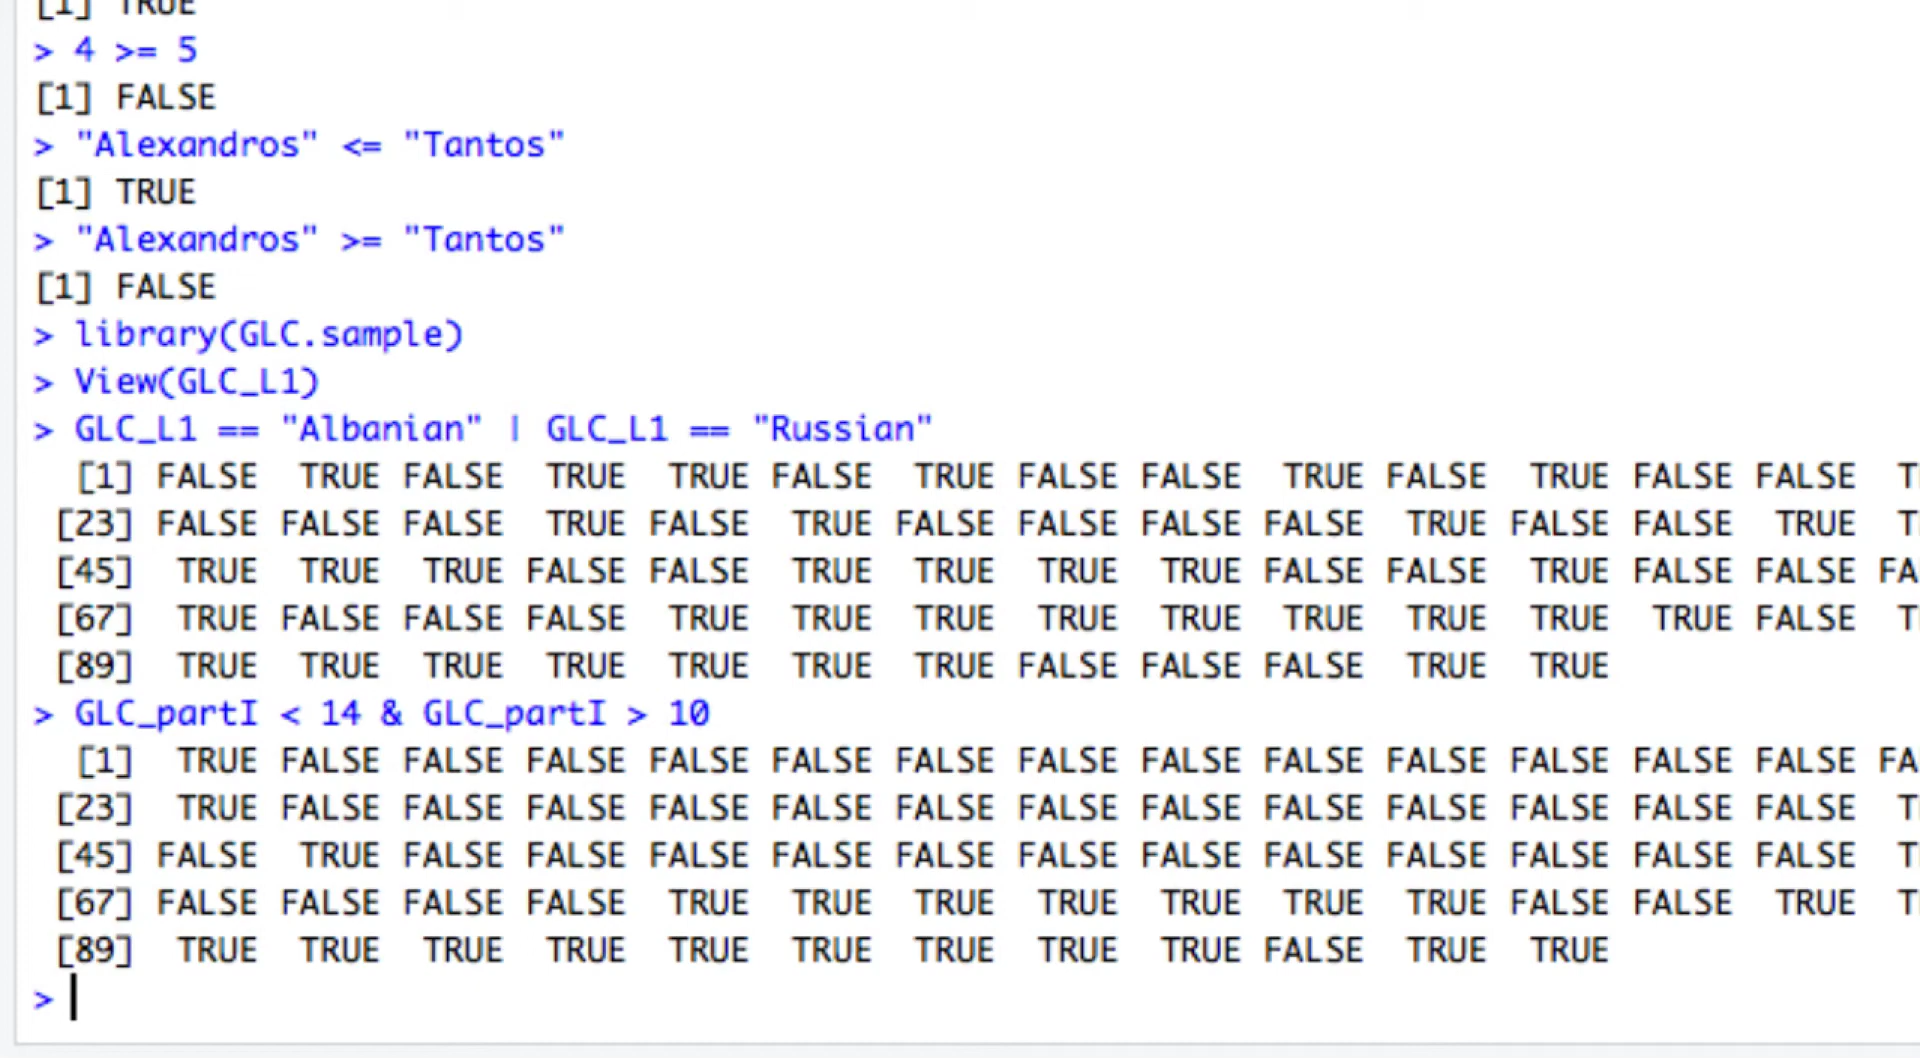 [1] TRUE
> 4 >= 5
[1] FALSE
> "Alexandros" <= "Tantos"
[1] TRUE
> "Alexandros" >= "Tantos"
[1] FALSE
> library(GLC.sample)
> View(GLC_L1)
> GLC_L1 == "Albanian" | GLC_L1 == "Russian"
[1] FALSE TRUE FALSE TRUE TRUE FALSE TRUE FALSE FALSE TRUE FALSE TRUE FALSE FALSE
[23] FALSE FALSE FALSE TRUE FALSE TRUE FALSE FALSE FALSE FALSE TRUE FALSE FALSE TRUE
[45] TRUE TRUE TRUE FALSE FALSE TRUE TRUE TRUE TRUE FALSE FALSE TRUE FALSE FALSE
[67] TRUE FALSE FALSE FALSE TRUE TRUE TRUE TRUE TRUE TRUE TRUE TRUE TRUE FALSE
[89] TRUE TRUE TRUE TRUE TRUE TRUE TRUE FALSE FALSE FALSE TRUE TRUE
> GLC_partI < 14 & GLC_partI > 10
[1] TRUE FALSE FALSE FALSE FALSE FALSE FALSE FALSE FALSE FALSE FALSE FALSE FALSE FALSE
[23] TRUE FALSE FALSE FALSE FALSE FALSE FALSE FALSE FALSE FALSE FALSE FALSE FALSE FALSE
[45] FALSE TRUE FALSE FALSE FALSE FALSE FALSE FALSE FALSE FALSE FALSE FALSE FALSE FALSE
[67] FALSE FALSE FALSE FALSE TRUE TRUE TRUE TRUE TRUE TRUE TRUE FALSE FALSE TRUE
[89] TRUE TRUE TRUE TRUE TRUE TRUE TRUE TRUE TRUE FALSE TRUE TRUE
>